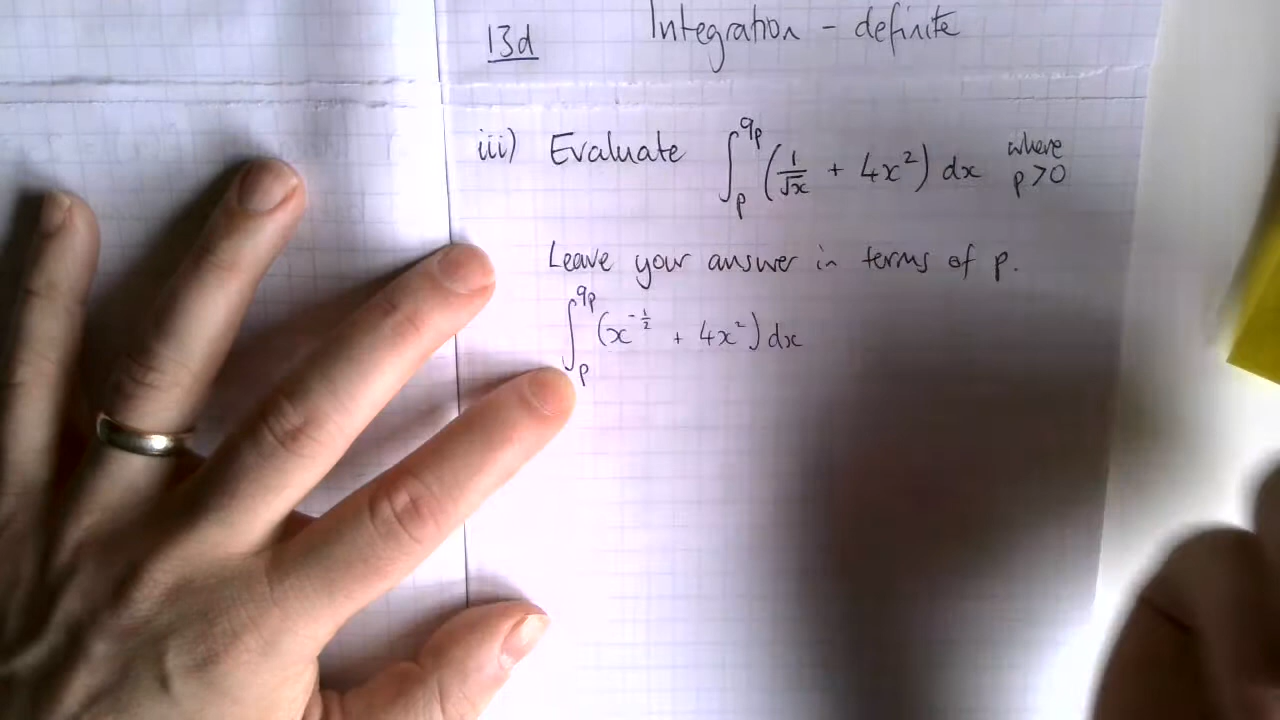 13d Integration - definite
iii) Evaluate ∫_p^{9p} (1/√x + 4x²) dx where p>0
Leave your answer in terms of p.
∫_p^{9p} (x^{-1/2} + 4x²) dx